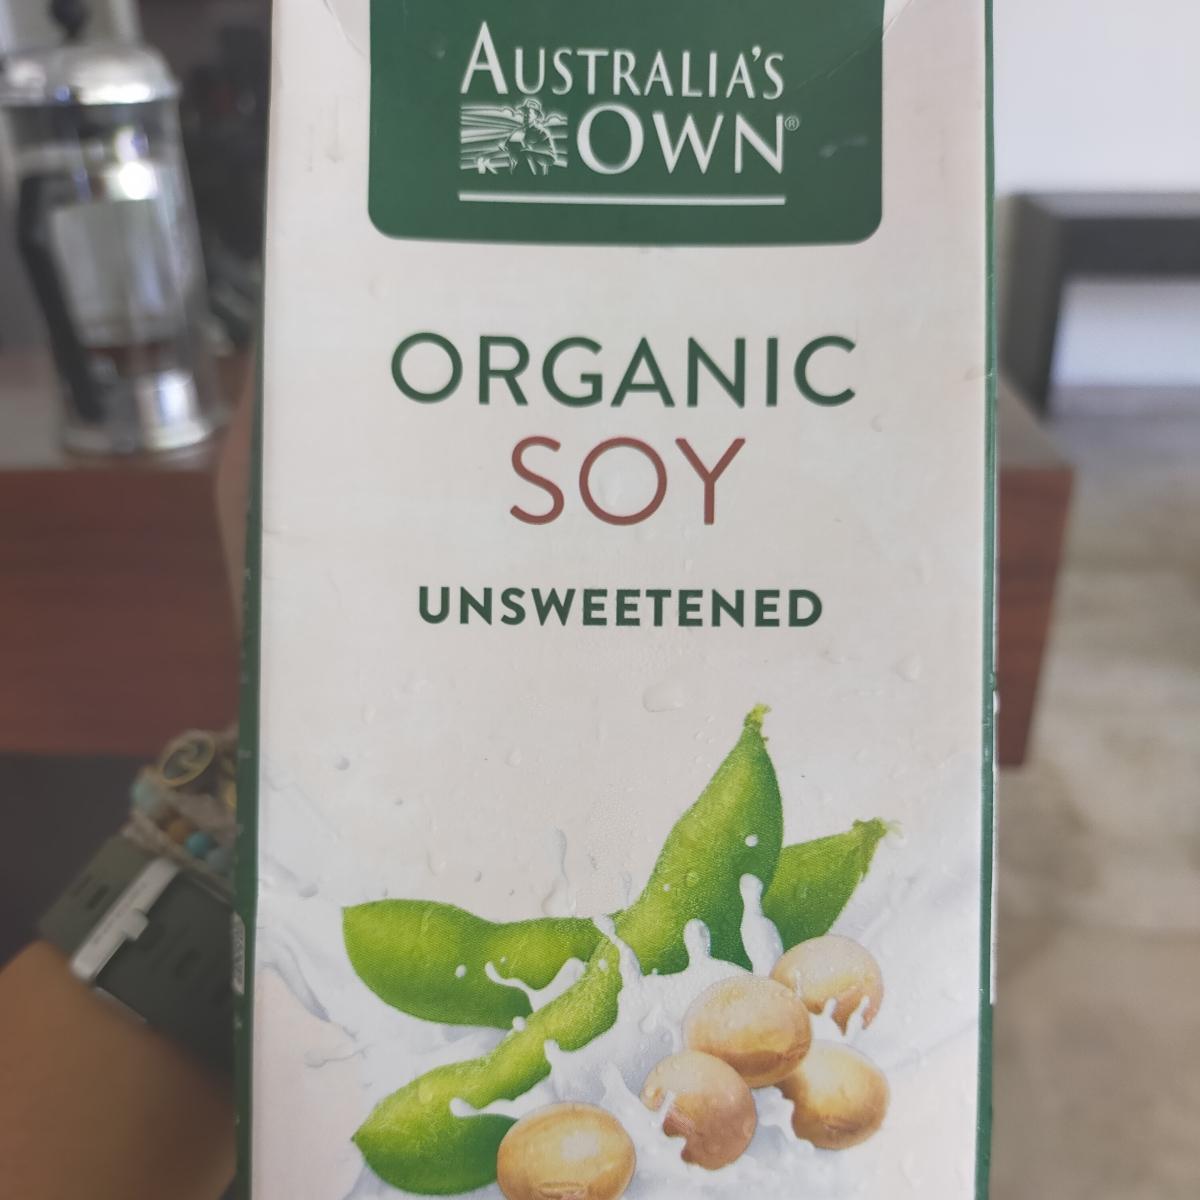 AUSTRALIA'S
OWN®
ORGANIC
SOY
UNSWEETENED